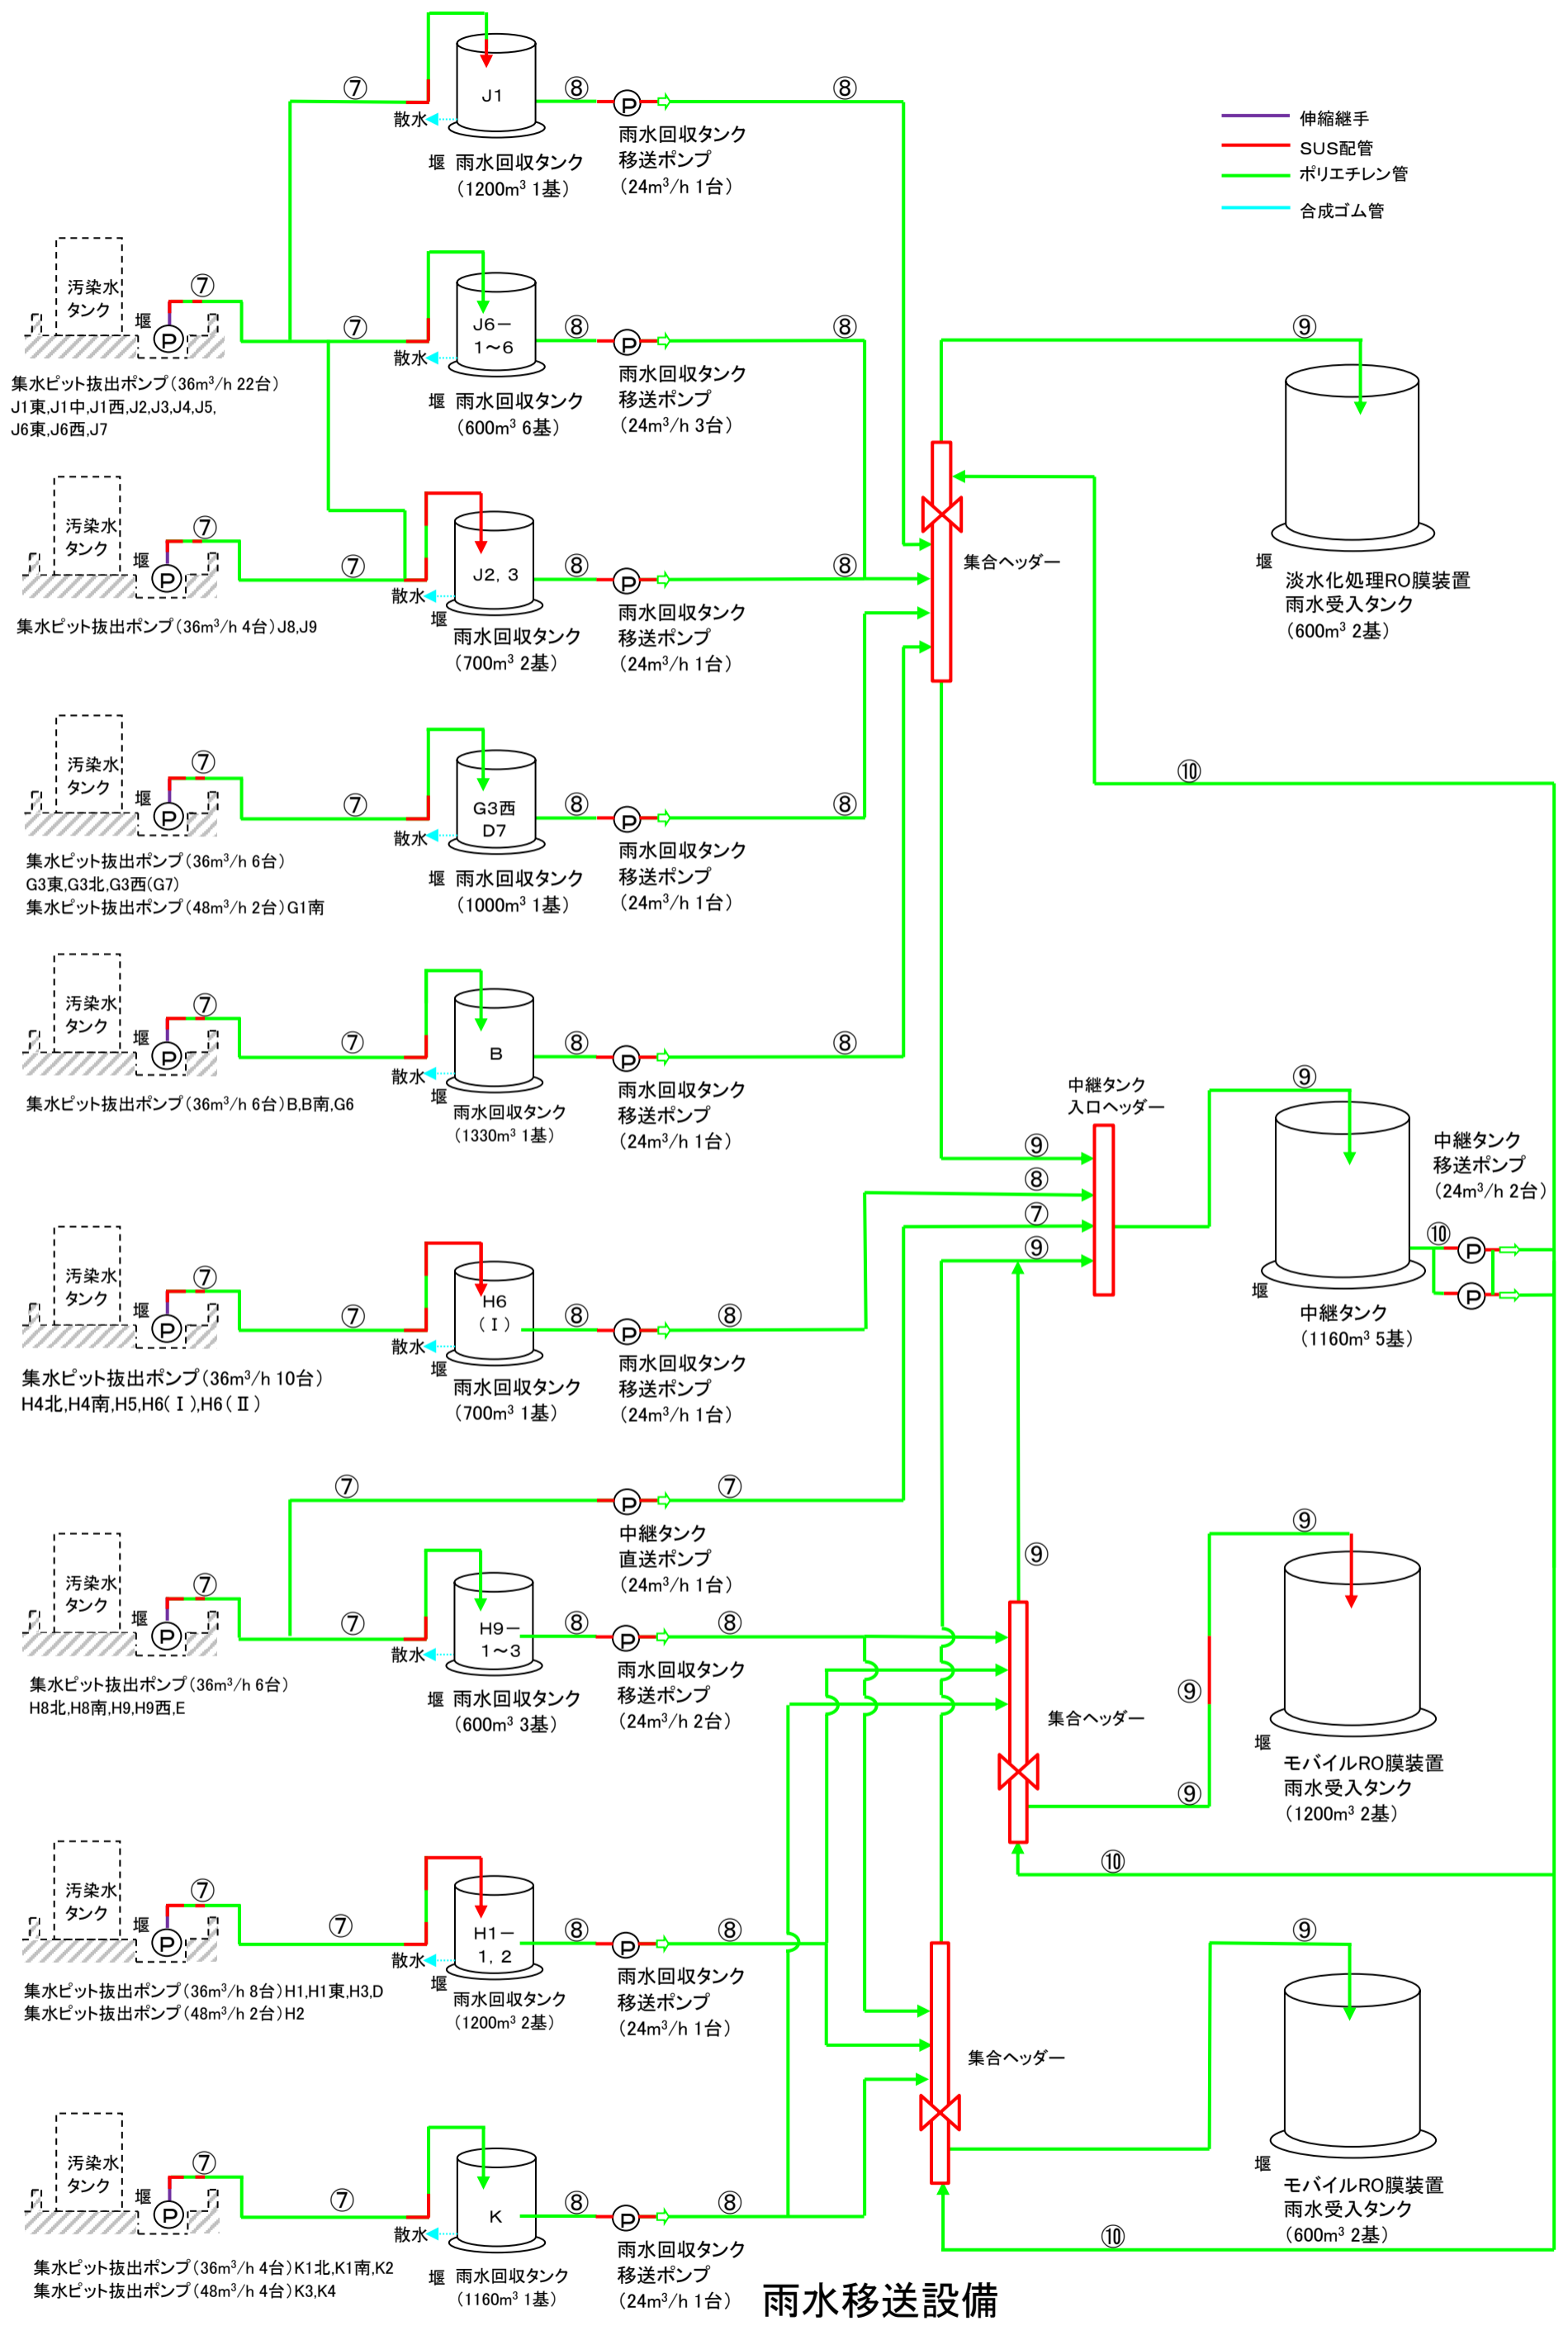 ⑦
J1
⑧
P
⑧
散水
堰
雨水回収タンク
(1200m³ 1基)
雨水回収タンク
移送ポンプ
(24m³/h 1台)
伸縮継手
SUS配管
ポリエチレン管
合成ゴム管
汚染水
タンク
堰
P
⑦
集水ピット抜出ポンプ(36m³/h 22台)
J1東,J1中,J1西,J2,J3,J4,J5,
J6東,J6西,J7
⑦
J6-
1~6
⑧
P
⑧
散水
堰
雨水回収タンク
(600m³ 6基)
雨水回収タンク
移送ポンプ
(24m³/h 3台)
汚染水
タンク
堰
P
⑦
集水ピット抜出ポンプ(36m³/h 4台)J8,J9
⑦
J2, 3
⑧
P
⑧
散水
堰
雨水回収タンク
(700m³ 2基)
雨水回収タンク
移送ポンプ
(24m³/h 1台)
集合ヘッダー
⑨
堰
淡水化処理RO膜装置
雨水受入タンク
(600m³ 2基)
⑩
汚染水
タンク
堰
P
⑦
集水ピット抜出ポンプ(36m³/h 6台)
G3東,G3北,G3西(G7)
集水ピット抜出ポンプ(48m³/h 2台)G1南
⑦
G3西
D7
⑧
P
⑧
散水
堰
雨水回収タンク
(1000m³ 1基)
雨水回収タンク
移送ポンプ
(24m³/h 1台)
汚染水
タンク
堰
P
⑦
集水ピット抜出ポンプ(36m³/h 6台)B,B南,G6
⑦
B
⑧
P
⑧
散水
堰
雨水回収タンク
(1330m³ 1基)
雨水回収タンク
移送ポンプ
(24m³/h 1台)
中継タンク
入口ヘッダー
⑨
⑧
⑦
⑨
⑨
中継タンク
移送ポンプ
(24m³/h 2台)
⑩
P
P
堰
中継タンク
(1160m³ 5基)
汚染水
タンク
堰
P
⑦
集水ピット抜出ポンプ(36m³/h 10台)
H4北,H4南,H5,H6(Ⅰ),H6(Ⅱ)
⑦
H6
(Ⅰ)
⑧
P
⑧
散水
堰
雨水回収タンク
(700m³ 1基)
雨水回収タンク
移送ポンプ
(24m³/h 1台)
⑦
P
⑦
中継タンク
直送ポンプ
(24m³/h 1台)
汚染水
タンク
堰
P
⑦
集水ピット抜出ポンプ(36m³/h 6台)
H8北,H8南,H9,H9西,E
⑦
H9-
1~3
⑧
P
⑧
散水
堰
雨水回収タンク
(600m³ 3基)
雨水回収タンク
移送ポンプ
(24m³/h 2台)
⑨
集合ヘッダー
⑨
⑨
⑨
堰
モバイルRO膜装置
雨水受入タンク
(1200m³ 2基)
⑩
汚染水
タンク
堰
P
⑦
集水ピット抜出ポンプ(36m³/h 8台)H1,H1東,H3,D
集水ピット抜出ポンプ(48m³/h 2台)H2
⑦
H1-
1, 2
⑧
P
⑧
散水
堰
雨水回収タンク
(1200m³ 2基)
雨水回収タンク
移送ポンプ
(24m³/h 1台)
集合ヘッダー
⑨
堰
モバイルRO膜装置
雨水受入タンク
(600m³ 2基)
⑩
汚染水
タンク
堰
P
⑦
集水ピット抜出ポンプ(36m³/h 4台)K1北,K1南,K2
集水ピット抜出ポンプ(48m³/h 4台)K3,K4
⑦
K
⑧
P
⑧
散水
堰
雨水回収タンク
(1160m³ 1基)
雨水回収タンク
移送ポンプ
(24m³/h 1台)
雨水移送設備